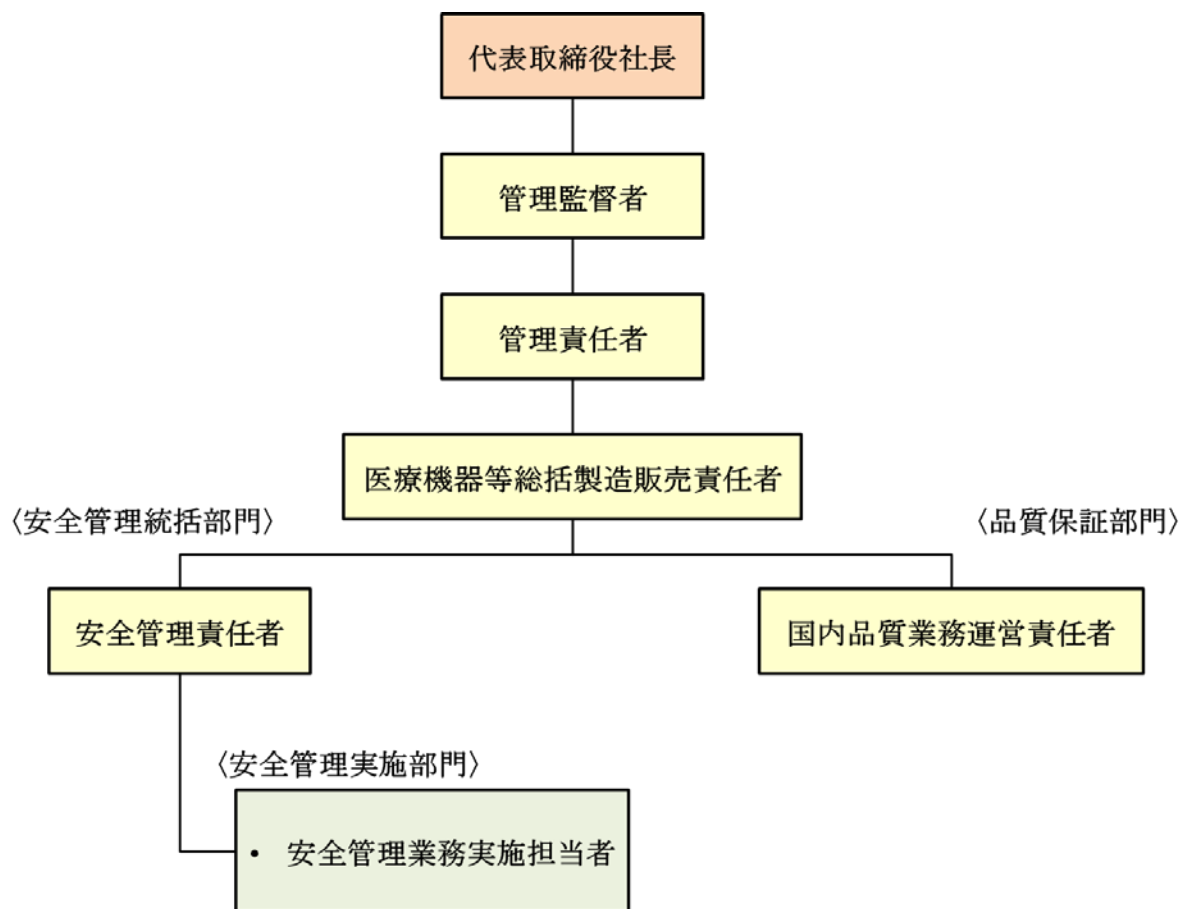 代表取締役社長
管理監督者
管理責任者
医療機器等総括製造販売責任者
〈安全管理統括部門〉
〈品質保証部門〉
安全管理責任者
国内品質業務運営責任者
〈安全管理実施部門〉
・ 安全管理業務実施担当者